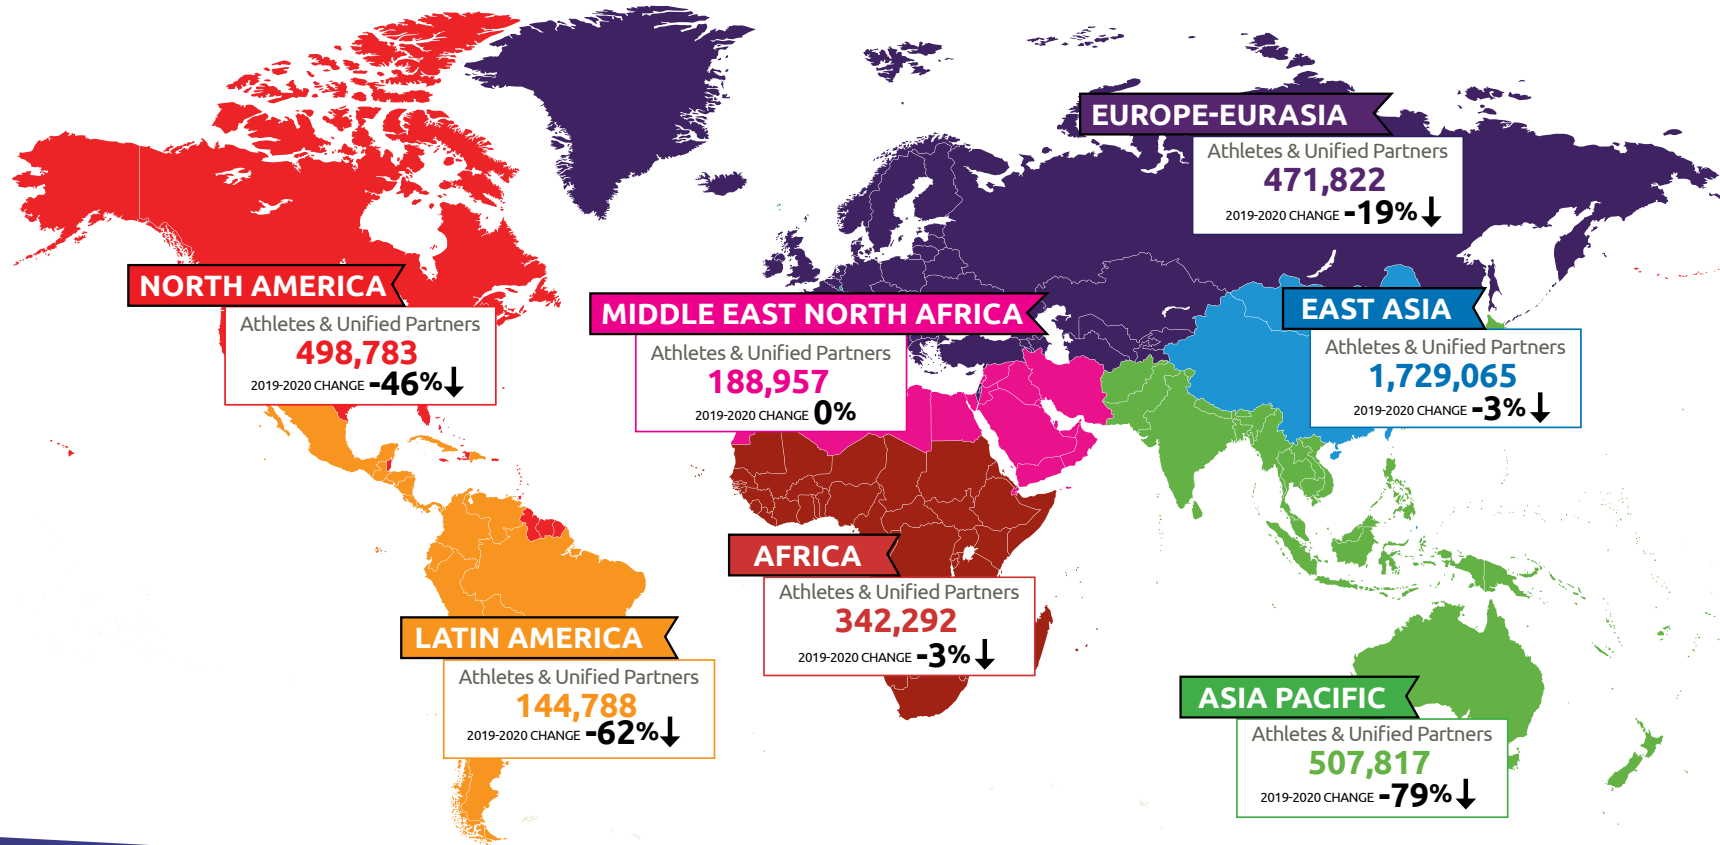 EUROPE-EURASIA
Athletes & Unified Partners
471,822
2019-2020 CHANGE -19%
NORTH AMERICA
Athletes & Unified Partners
498,783
2019-2020 CHANGE -46%
MIDDLE EAST NORTH AFRICA
Athletes & Unified Partners
188,957
2019-2020 CHANGE 0%
EAST ASIA
Athletes & Unified Partners
1,729,065
2019-2020 CHANGE -3%
AFRICA
Athletes & Unified Partners
342,292
2019-2020 CHANGE -3%
LATIN AMERICA
Athletes & Unified Partners
144,788
2019-2020 CHANGE -62%
ASIA PACIFIC
Athletes & Unified Partners
507,817
2019-2020 CHANGE -79%